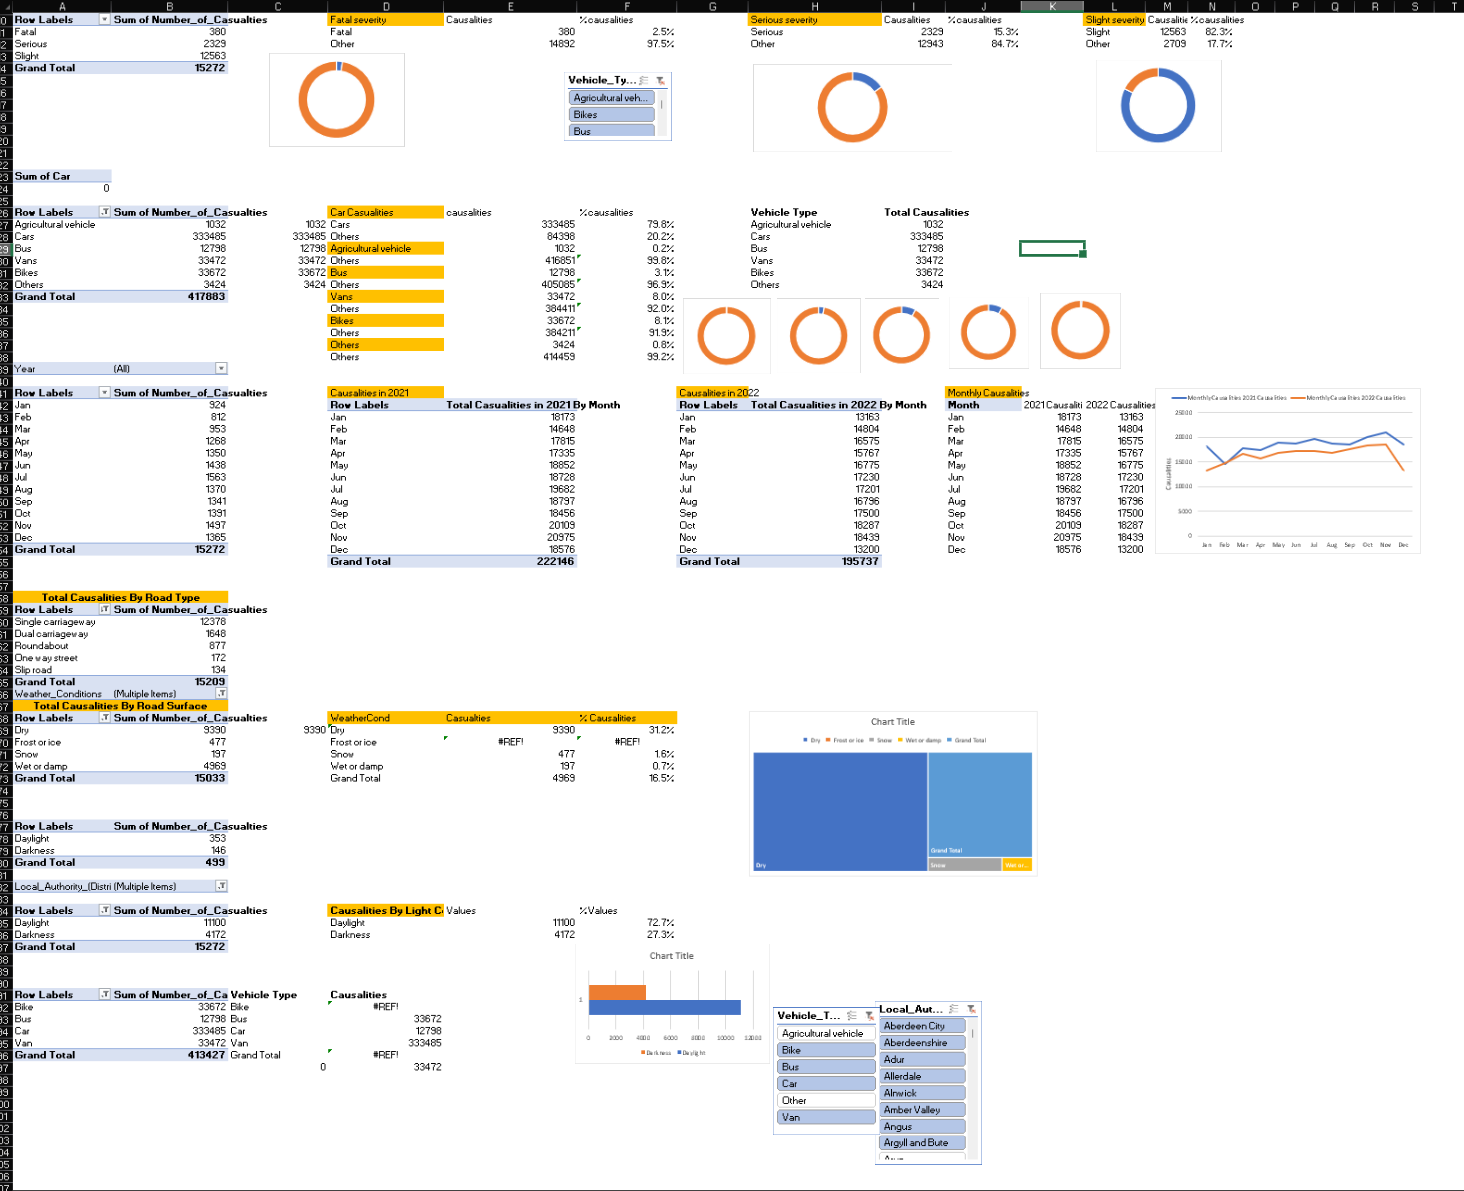 A B C D E F G H I J K L M N O P Q R S T
Row Labels Sum of Number_of_Casualties Fatal severity Causalities %causalities Serious severity Causalities %causalities Slight severity Causalitie %causalities
Fatal 380 Fatal 380 2.5% Serious 2329 15.3% Slight 12563 82.3%
Serious 2329 Other 14892 97.5% Other 12943 84.7% Other 2709 17.7%
Slight 12563
Grand Total 15272
Vehicle_Ty...
Agricultural veh...
Bikes
Bus
Sum of Car
0
Row Labels Sum of Number_of_Casualties Car Casualities causalities %causalities Vehicle Type Total Causalities
Agricultural vehicle 1032 1032 Cars 333485 79.8% Agricultural vehicle 1032
Cars 333485 333485 Others 84398 20.2% Cars 333485
Bus 12798 12798 Agricultural vehicle 1032 0.2% Bus 12798
Vans 33472 33472 Others 416851 99.8% Vans 33472
Bikes 33672 33672 Bus 12798 3.1% Bikes 33672
Others 3424 3424 Others 405085 96.9% Others 3424
Grand Total 417883 Vans 33472 8.0%
Others 384411 92.0%
Bikes 33672 8.1%
Others 384211 91.9%
Others 3424 0.8%
Others 414459 99.2%
Year (All)
Row Labels Sum of Number_of_Casualties Causalities in 2021 Causalities in 2022 Monthly Causalities
Jan 924 Row Labels Total Casualities in 2021 By Month Row Labels Total Casualities in 2022 By Month Month 2021 Causaliti 2022 Causalities
Feb 812 Jan 18173 Jan 13163 Jan 18173 13163
Mar 953 Feb 14648 Feb 14804 Feb 14648 14804
Apr 1268 Mar 17815 Mar 16575 Mar 17815 16575
May 1350 Apr 17335 Apr 15767 Apr 17335 15767
Jun 1438 May 18852 May 16775 May 18852 16775
Jul 1563 Jun 18728 Jun 17230 Jun 18728 17230
Aug 1370 Jul 19682 Jul 17201 Jul 19682 17201
Sep 1341 Aug 18797 Aug 16796 Aug 18797 16796
Oct 1391 Sep 18456 Sep 17500 Sep 18456 17500
Nov 1497 Oct 20109 Oct 18287 Oct 20109 18287
Dec 1365 Nov 20975 Nov 18439 Nov 20975 18439
Grand Total 15272 Dec 18576 Dec 13200 Dec 18576 13200
Grand Total 222146 Grand Total 195737
Monthly Causalities 2021 Causalities Monthly Causalities 2022 Causalities
25000
20000
15000
10000
5000
0
Causalities
Jan Feb Mar Apr May Jun Jul Aug Sep Oct Nov Dec
Total Causalities By Road Type
Row Labels Sum of Number_of_Casualties
Single carriageway 12378
Dual carriageway 1648
Roundabout 877
One way street 172
Slip road 134
Grand Total 15209
Weather_Conditions (Multiple Items)
Total Causalities By Road Surface
Row Labels Sum of Number_of_Casualties WeatherCond Casualties % Causalities
Dry 9390 9390 Dry 9390 31.2%
Frost or ice 477 Frost or ice #REF! #REF!
Snow 197 Snow 477 1.6%
Wet or damp 4969 Wet or damp 197 0.7%
Grand Total 15033 Grand Total 4969 16.5%
Chart Title
Dry Frost or ice Snow Wet or damp Grand Total
Dry
Grand Total
Snow
Wet or...
Row Labels Sum of Number_of_Casualties
Daylight 353
Darkness 146
Grand Total 499
Local_Authority_(Distri (Multiple Items)
Row Labels Sum of Number_of_Casualties Causalities By Light C Values %Values
Daylight 11100 Daylight 11100 72.7%
Darkness 4172 Darkness 4172 27.3%
Grand Total 15272
Chart Title
1
0 2000 4000 6000 8000 10000 12000
Darkness Daylight
Row Labels Sum of Number_of_Ca Vehicle Type Causalities
Bike 33672 Bike #REF!
Bus 12798 Bus 33672
Car 333485 Car 12798
Van 33472 Van 333485
Grand Total 413427 Grand Total #REF!
0 33472
Vehicle_T...
Agricultural vehicle
Bike
Bus
Car
Other
Van
Local_Aut...
Aberdeen City
Aberdeenshire
Adur
Allerdale
Alnwick
Amber Valley
Angus
Argyll and Bute